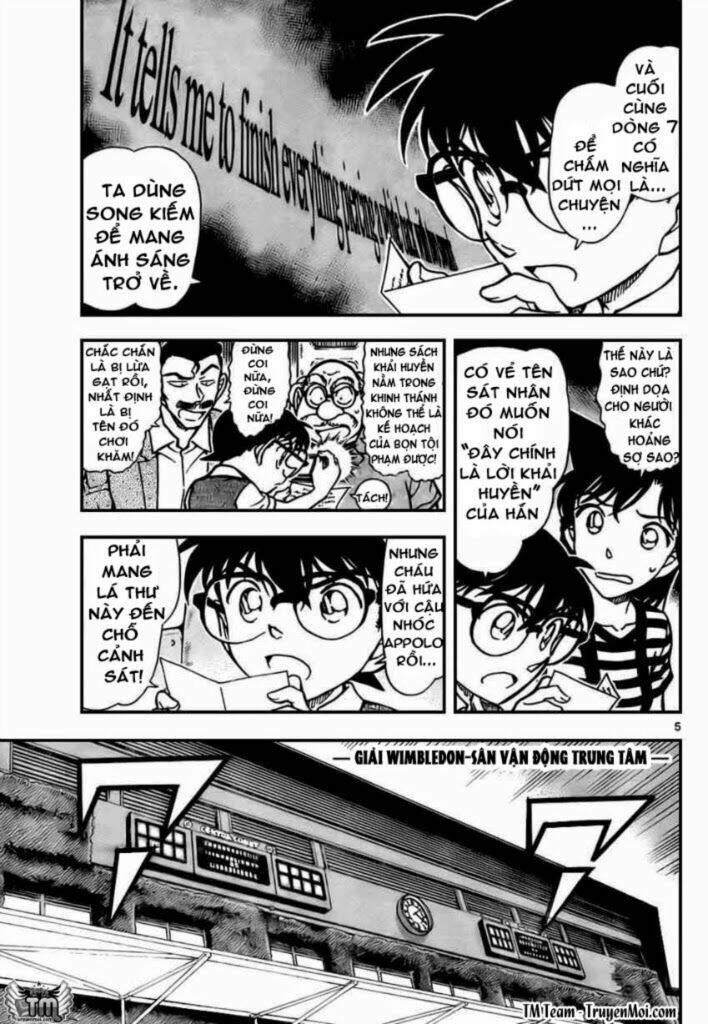 VÀ
CUỐI
CÙNG
DÒNG 7
CÓ
NGHĨA
LÀ...
ĐỂ
CHẤM
DỨT MỌI
CHUYỆN
...
It tells me to finish everything
TA DÙNG
SONG KIẾM
ĐỂ MANG
ÁNH SÁNG
TRỞ VỀ.
THẾ NÀY LÀ
SAO CHỨ?
ĐỊNH DỌA
CHO NGƯỜI
KHÁC
HOẢNG
SỢ SAO?
CÓ VẺ TÊN
SÁT NHÂN
ĐÓ MUỐN
NÓI
"ĐÂY CHÍNH
LÀ LỜI KHẢI
HUYỀN"
CỦA HẮN
NHƯNG SÁCH
KHẢI HUYỀN
NẰM TRONG
KINH THÁNH
KHÔNG THỂ LÀ
KẾ HOẠCH
CỦA BỌN TỘI
PHẠM ĐƯỢC!
ĐỪNG
COI
NỮA,
ĐỪNG
COI
NỮA!
TÁCH!
CHẮC CHẮN
LÀ BỊ LỪA
GẠT RỒI,
NHẤT ĐỊNH
LÀ BỊ
TÊN ĐÓ
CHƠI
KHĂM!
NHƯNG
CHÁU
ĐÃ HỨA
VỚI CẬU
NHÓC
APPOLO
RỒI...
PHẢI
MANG
LÁ THƯ
NÀY ĐẾN
CHỖ
CẢNH
SÁT!
5
— GIẢI WIMBLEDON-SÂN VẬN ĐỘNG TRUNG TÂM —
TM
TM Team - TruyenMoi.com